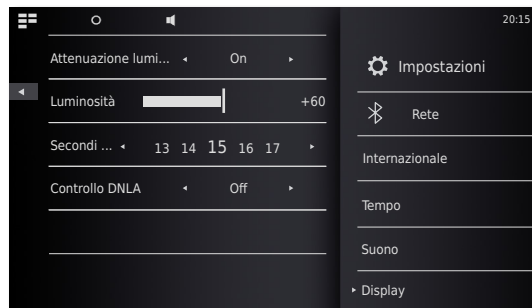 20:15
Attenuazione lumi... On
Luminosità +60
Secondi ... 13 14 15 16 17
Controllo DNLA Off
Impostazioni
Rete
Internazionale
Tempo
Suono
Display